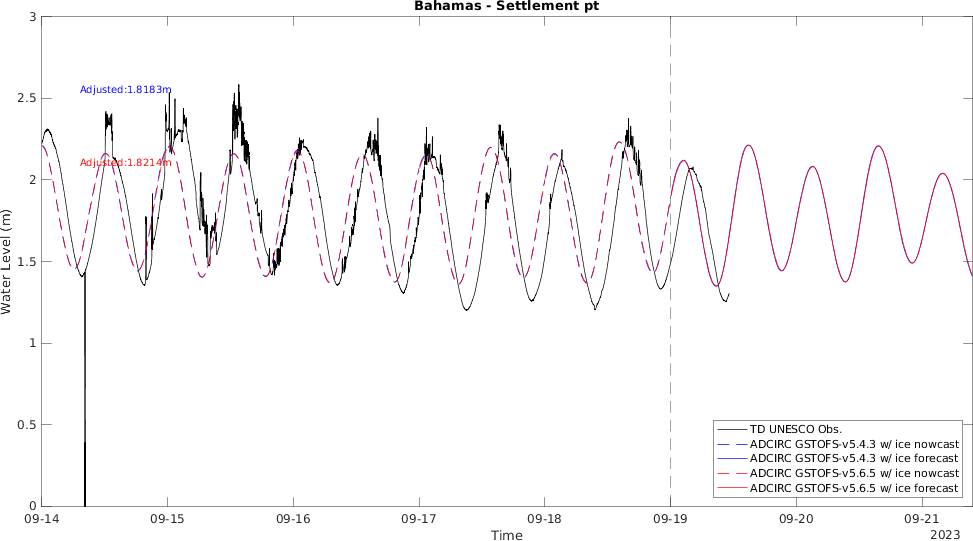 Bahamas - Settlement pt
3
2.5
2
1.5
1
0.5
0
Water Level (m)
Adjusted:1.8183m
Adjusted:1.8214m
TD UNESCO Obs.
ADCIRC GSTOFS-v5.4.3 w/ ice nowcast
ADCIRC GSTOFS-v5.4.3 w/ ice forecast
ADCIRC GSTOFS-v5.6.5 w/ ice nowcast
ADCIRC GSTOFS-v5.6.5 w/ ice forecast
09-14 09-15 09-16 09-17 09-18 09-19 09-20 09-21
Time
2023